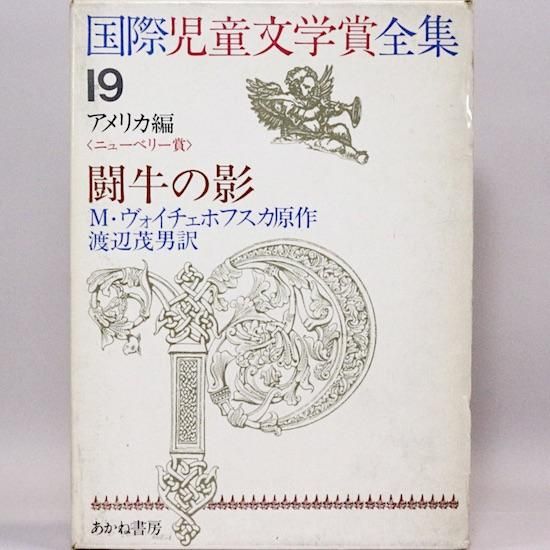 国際児童文学賞全集
19
アメリカ編
〈ニューベリー賞〉
闘牛の影
M・ヴォイチェホフスカ原作
渡辺茂男訳
あかね書房